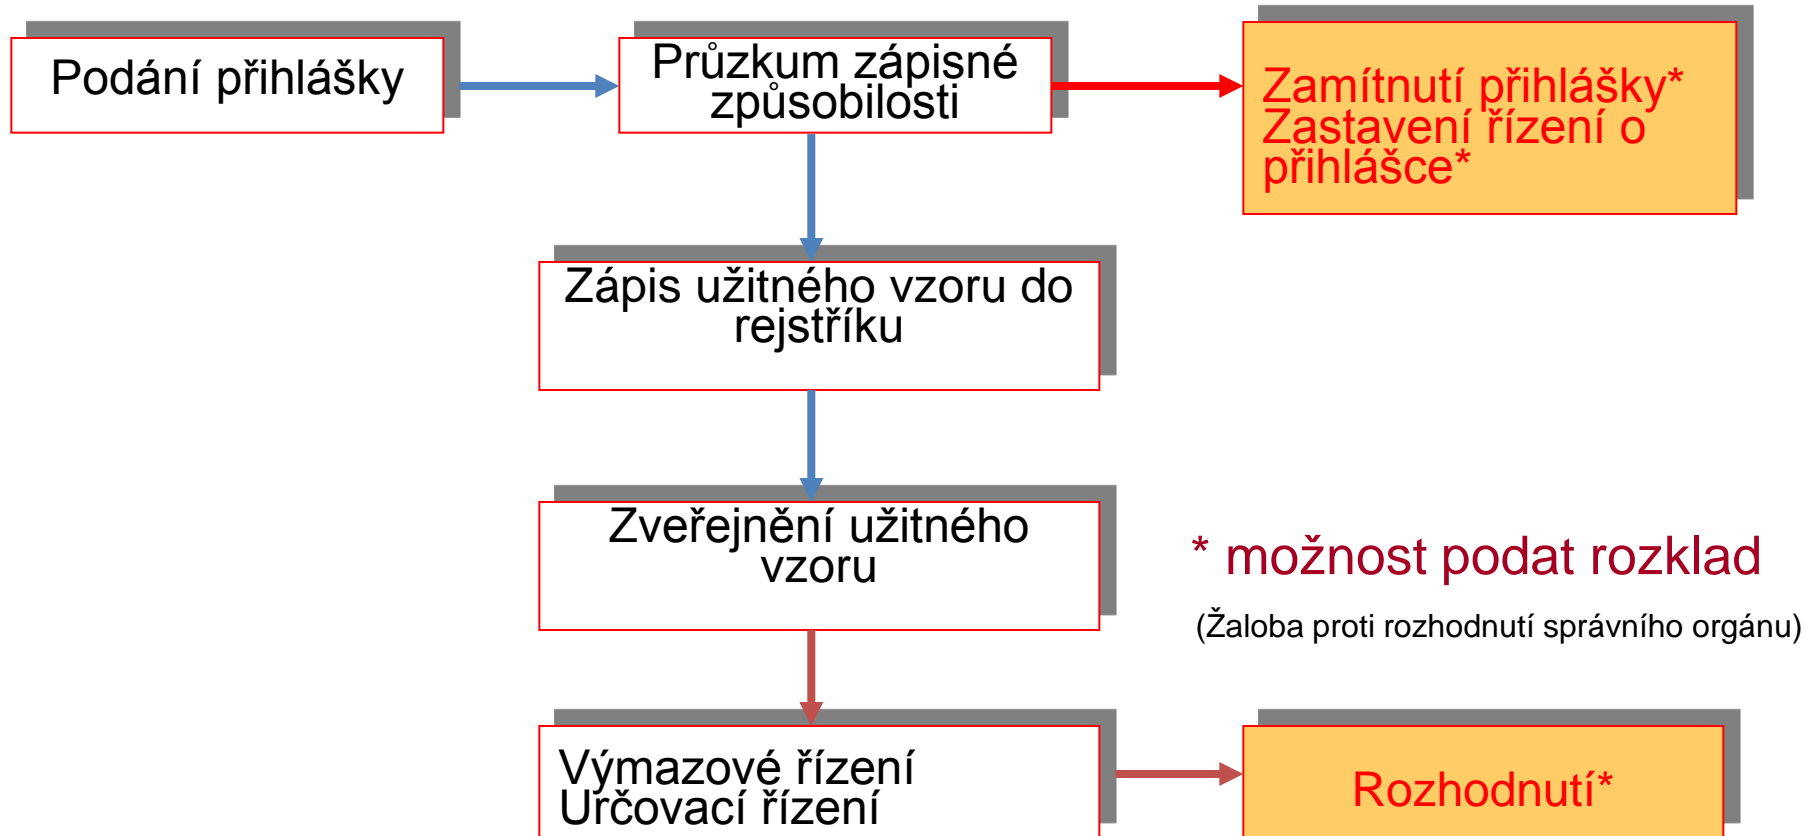 Podání přihlášky
Průzkum zápisné
způsobilosti
Zamítnutí přihlášky*
Zastavení řízení o
přihlášce*
Zápis užitného vzoru do
rejstříku
Zveřejnění užitného
vzoru
* možnost podat rozklad
(Žaloba proti rozhodnutí správního orgánu)
Výmazové řízení
Určovací řízení
Rozhodnutí*